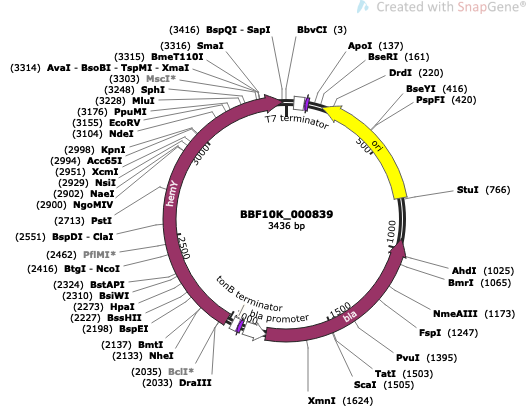 Created with SnapGene®
(3416) BspQI - SapI
BbvCI (3)
(3316) SmaI
(3315) BmeT110I
(3314) AvaI - BsoBI - TspMI - XmaI
(3303) MscI*
(3248) SphI
(3228) MluI
(3176) PpuMI
(3155) EcoRV
(3104) NdeI
(2998) KpnI
(2994) Acc65I
(2951) XcmI
(2929) NsiI
(2902) NaeI
(2900) NgoMIV
(2713) PstI
(2551) BspDI - ClaI
(2462) PflMI*
(2416) BtgI - NcoI
(2324) BstAPI
(2310) BsiWI
(2273) HpaI
(2227) BssHII
(2198) BspEI
(2137) BmtI
(2133) NheI
(2035) BclI*
(2033) DraIII
ApoI (137)
BseRI (161)
DrdI (220)
BseYI (416)
PspFI (420)
StuI (766)
AhdI (1025)
BmrI (1065)
NmeAIII (1173)
FspI (1247)
PvuI (1395)
TatI (1503)
ScaI (1505)
XmnI (1624)
T7 terminator
ori
500
1000
1500
bla
bla promoter
tonB terminator
2500
hemY
3000
BBF10K_000839
3436 bp